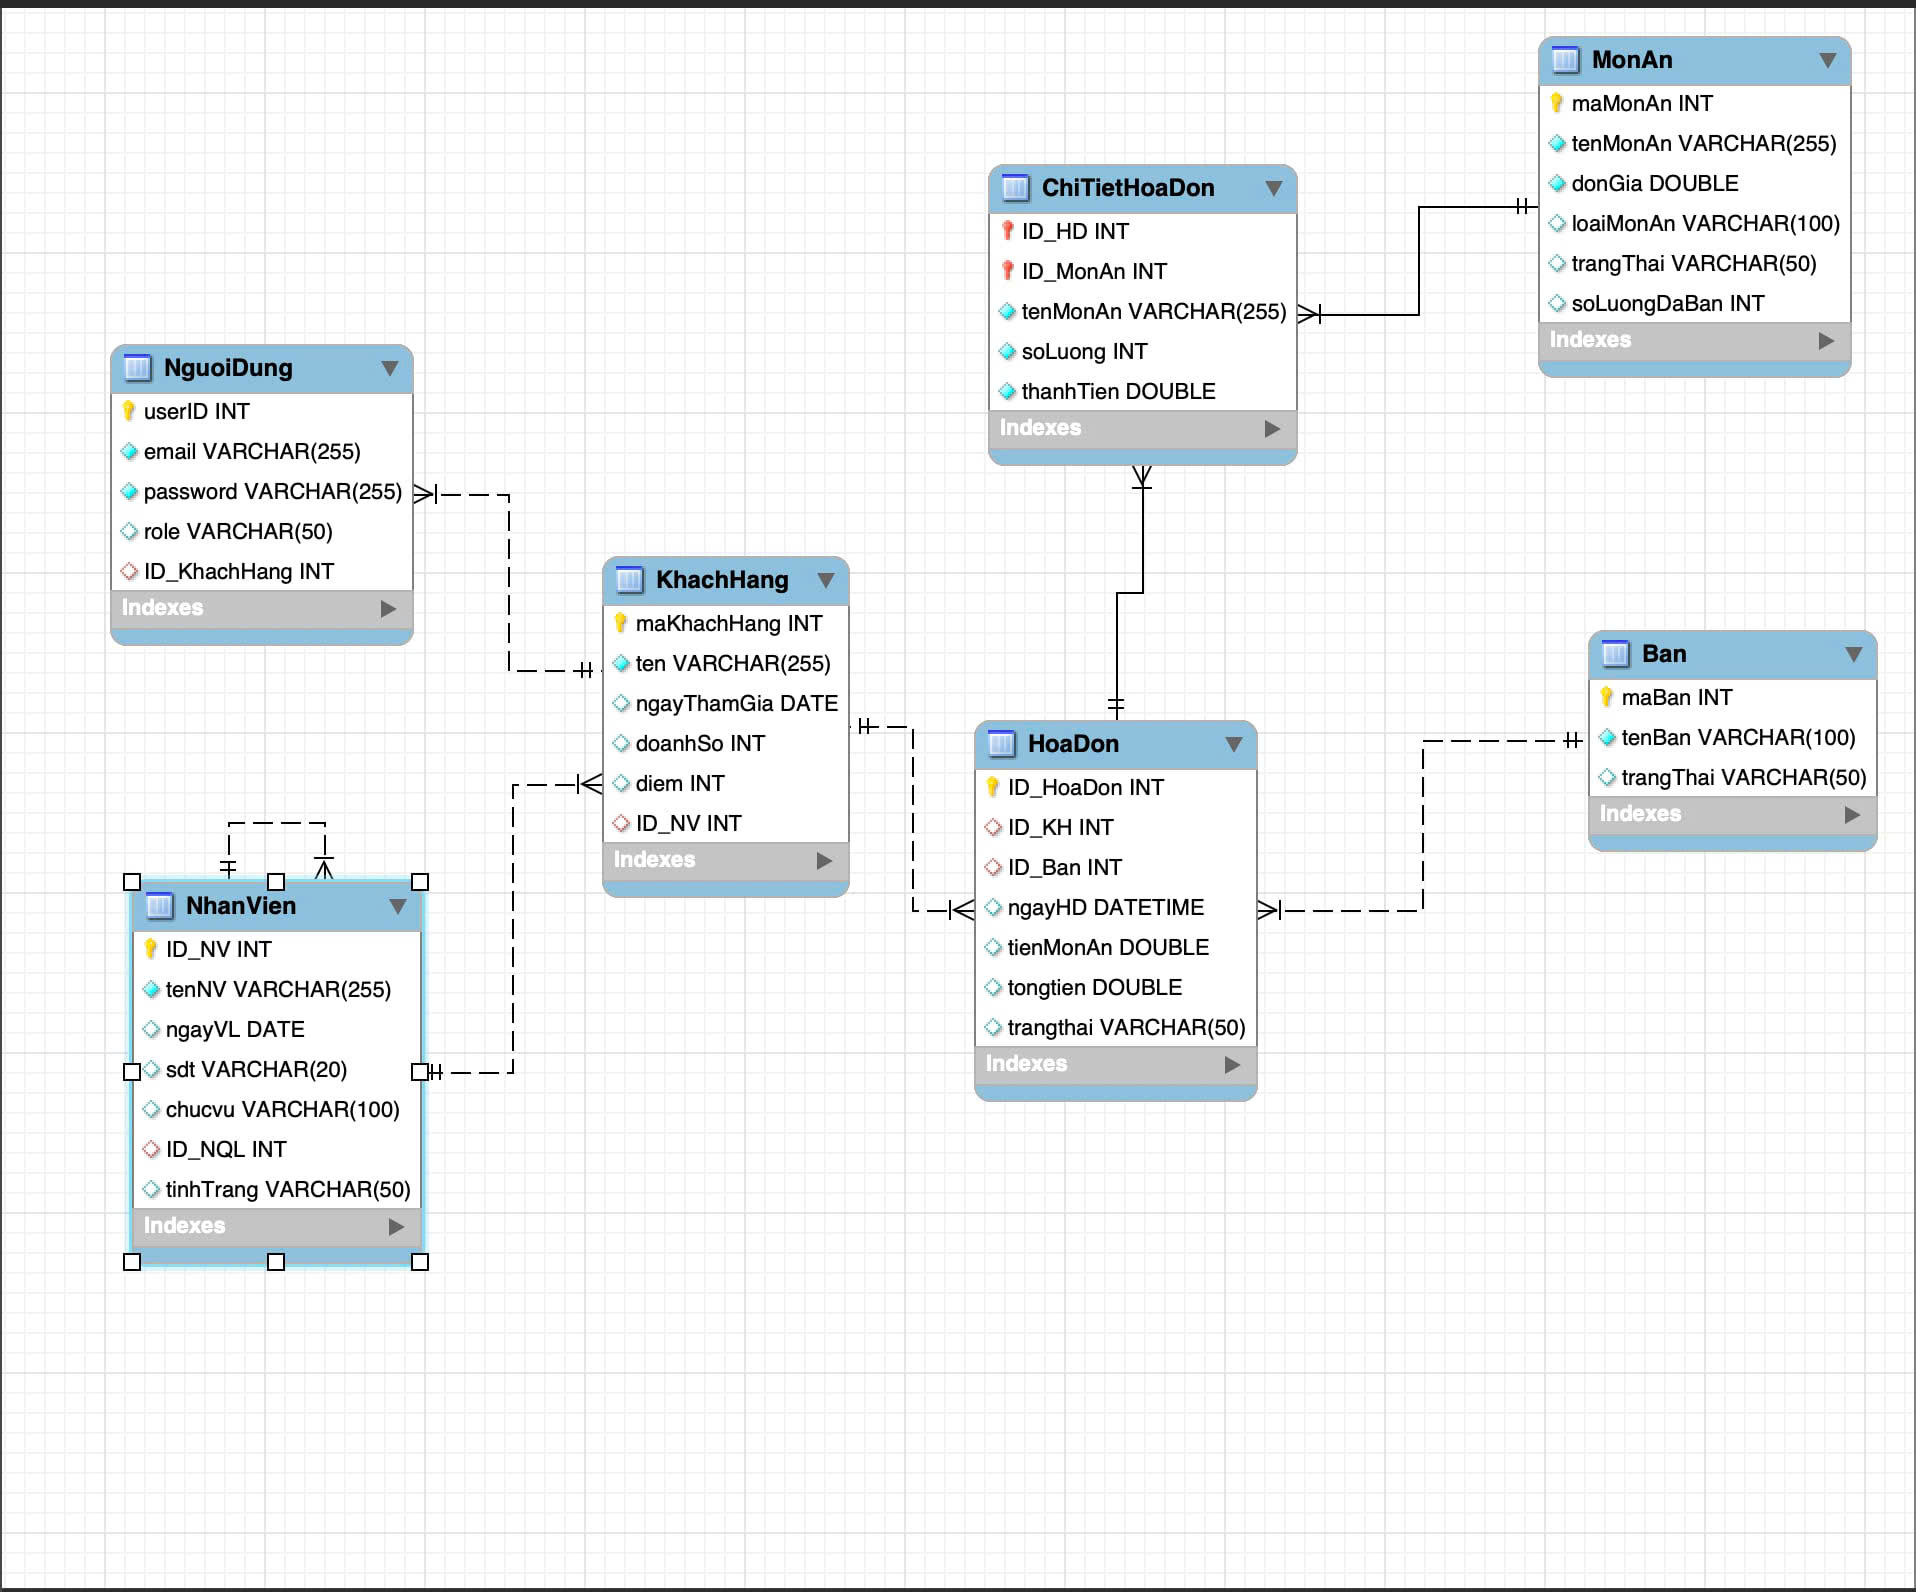 MonAn
maMonAn INT
tenMonAn VARCHAR(255)
donGia DOUBLE
loaiMonAn VARCHAR(100)
trangThai VARCHAR(50)
soLuongDaBan INT
Indexes
ChiTietHoaDon
ID_HD INT
ID_MonAn INT
tenMonAn VARCHAR(255)
soLuong INT
thanhTien DOUBLE
Indexes
NguoiDung
userID INT
email VARCHAR(255)
password VARCHAR(255)
role VARCHAR(50)
ID_KhachHang INT
Indexes
KhachHang
maKhachHang INT
ten VARCHAR(255)
ngayThamGia DATE
doanhSo INT
diem INT
ID_NV INT
Indexes
Ban
maBan INT
tenBan VARCHAR(100)
trangThai VARCHAR(50)
Indexes
HoaDon
ID_HoaDon INT
ID_KH INT
ID_Ban INT
ngayHD DATETIME
tienMonAn DOUBLE
tongtien DOUBLE
trangthai VARCHAR(50)
Indexes
NhanVien
ID_NV INT
tenNV VARCHAR(255)
ngayVL DATE
sdt VARCHAR(20)
chucvu VARCHAR(100)
ID_NQL INT
tinhTrang VARCHAR(50)
Indexes